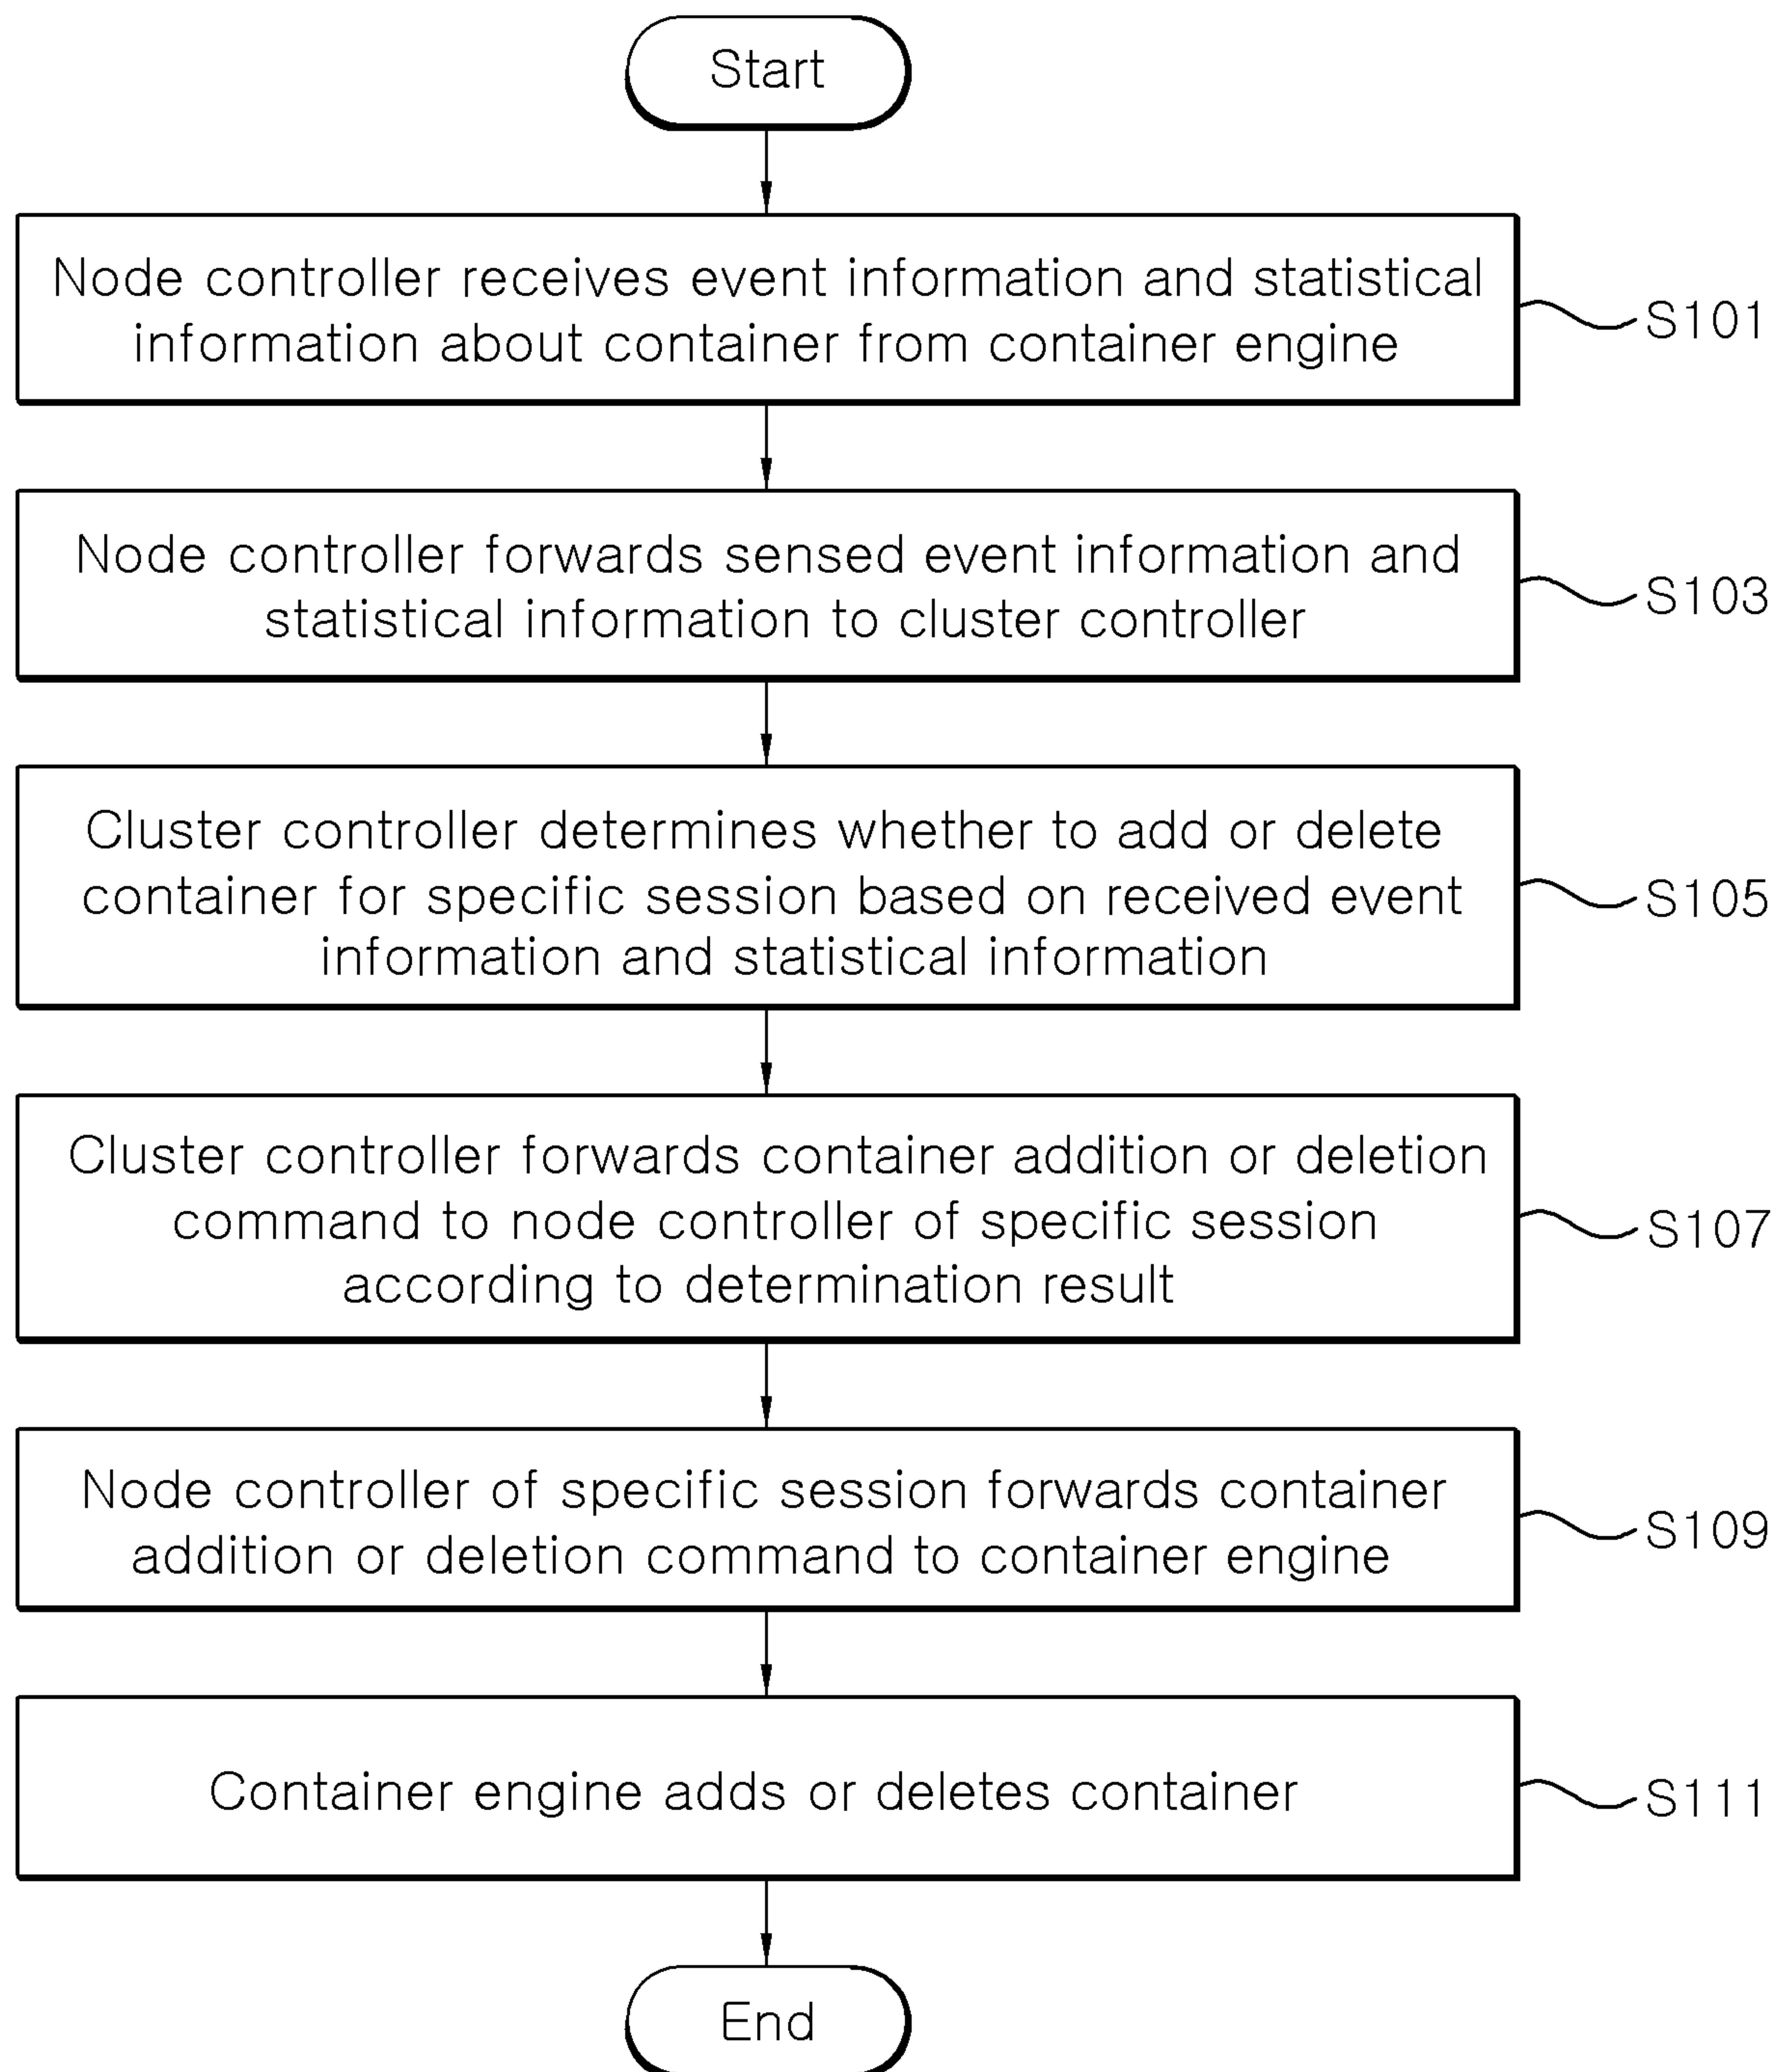 Start
Node controller receives event information and statistical
information about container from container engine
S101
Node controller forwards sensed event information and
statistical information to cluster controller
S103
Cluster controller determines whether to add or delete
container for specific session based on received event
information and statistical information
S105
Cluster controller forwards container addition or deletion
command to node controller of specific session
according to determination result
S107
Node controller of specific session forwards container
addition or deletion command to container engine
S109
Container engine adds or deletes container
S111
End